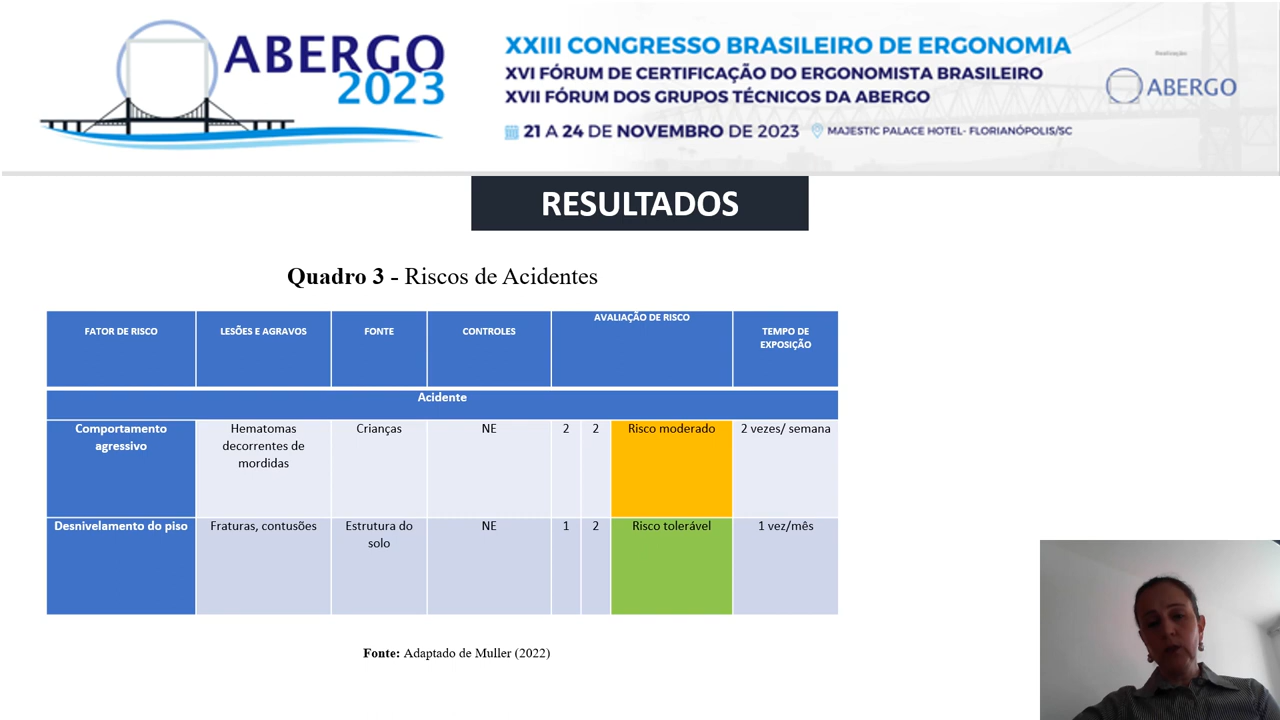 ABERGO
2023
XXIII CONGRESSO BRASILEIRO DE ERGONOMIA
XVI FÓRUM DE CERTIFICAÇÃO DO ERGONOMISTA BRASILEIRO
XVII FÓRUM DOS GRUPOS TÉCNICOS DA ABERGO
21 A 24 DE NOVEMBRO DE 2023 MAJESTIC PALACE HOTEL- FLORIANÓPOLIS/SC
Realização
ABERGO
RESULTADOS
Quadro 3 - Riscos de Acidentes
FATOR DE RISCO LESÕES E AGRAVOS FONTE CONTROLES AVALIAÇÃO DE RISCO TEMPO DE
EXPOSIÇÃO
Acidente
Comportamento Hematomas Crianças NE 2 2 Risco moderado 2 vezes/ semana
agressivo decorrentes de
mordidas
Desnivelamento do piso Fraturas, contusões Estrutura do NE 1 2 Risco tolerável 1 vez/mês
solo
Fonte: Adaptado de Muller (2022)